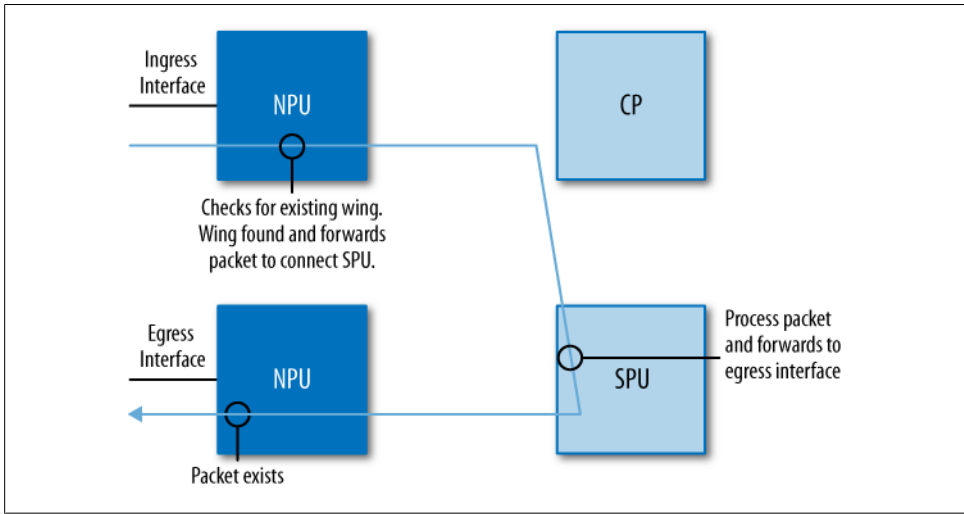 Ingress
Interface
NPU
CP
Checks for existing wing.
Wing found and forwards
packet to connect SPU.
Egress
Interface
NPU
SPU
Process packet
and forwards to
egress interface
Packet exists